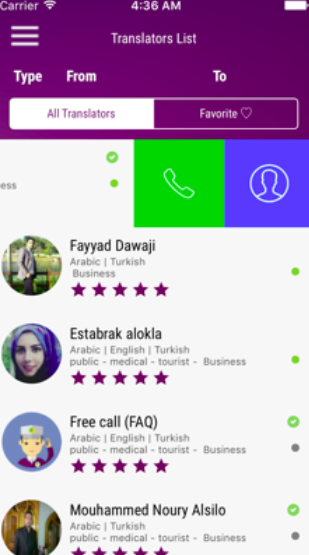 Carrier 4:36 AM
Translators List
Type From To
All Translators Favorite ♡
ess
Fayyad Dawaji
Arabic | Turkish
Business
Estabrak alokla
Arabic | English | Turkish
public - medical - tourist - Business
Free call (FAQ)
Arabic | English | Turkish
public - medical - tourist - Business
Mouhammed Noury Alsilo
Arabic | Turkish
public - medical - tourist - Business